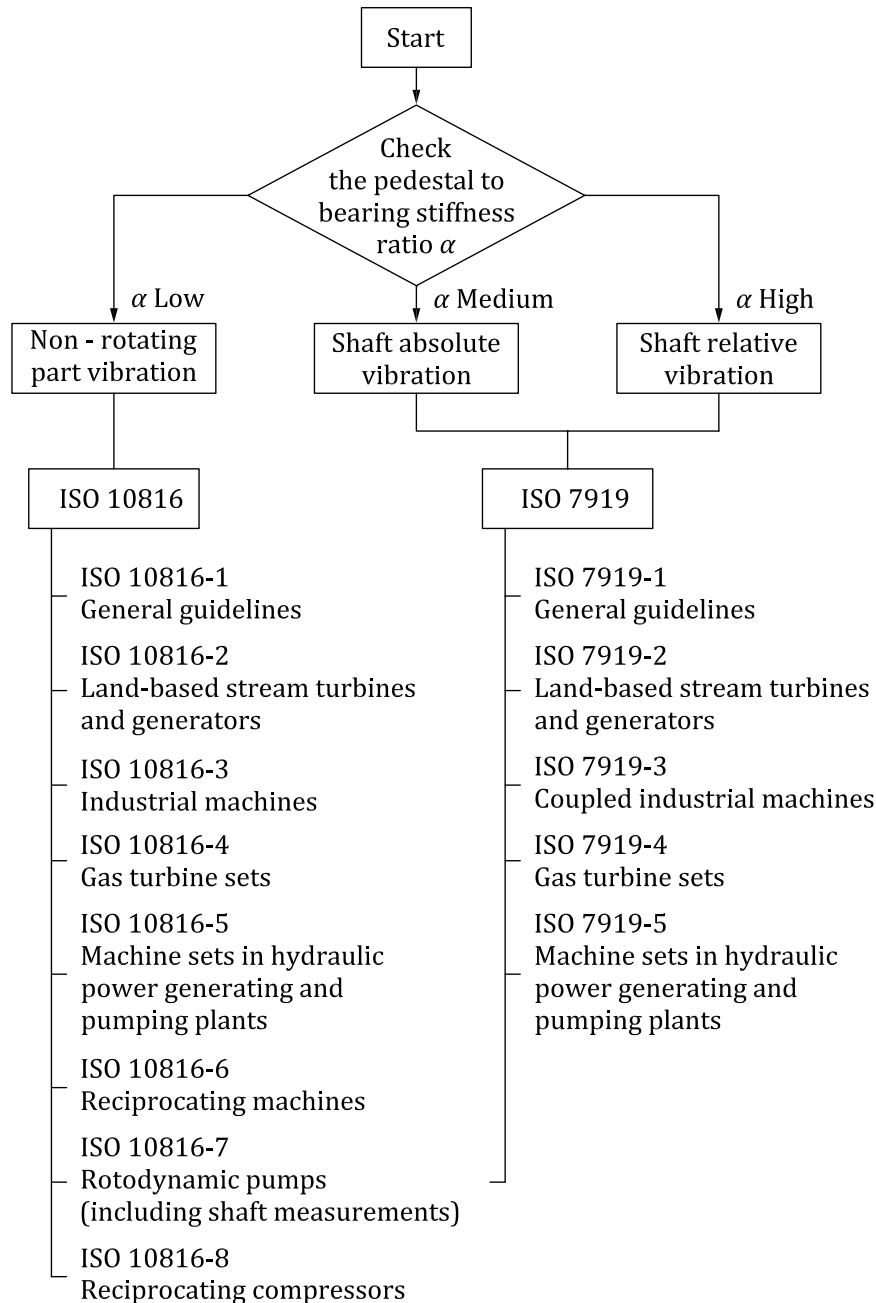 Start
Check
the pedestal to
bearing stiffness
ratio α
α Low
α Medium
α High
Non - rotating
part vibration
Shaft absolute
vibration
Shaft relative
vibration
ISO 10816
ISO 7919
ISO 10816-1
General guidelines
ISO 10816-2
Land-based stream turbines
and generators
ISO 10816-3
Industrial machines
ISO 10816-4
Gas turbine sets
ISO 10816-5
Machine sets in hydraulic
power generating and
pumping plants
ISO 10816-6
Reciprocating machines
ISO 10816-7
Rotodynamic pumps
(including shaft measurements)
ISO 10816-8
Reciprocating compressors
ISO 7919-1
General guidelines
ISO 7919-2
Land-based stream turbines
and generators
ISO 7919-3
Coupled industrial machines
ISO 7919-4
Gas turbine sets
ISO 7919-5
Machine sets in hydraulic
power generating and
pumping plants